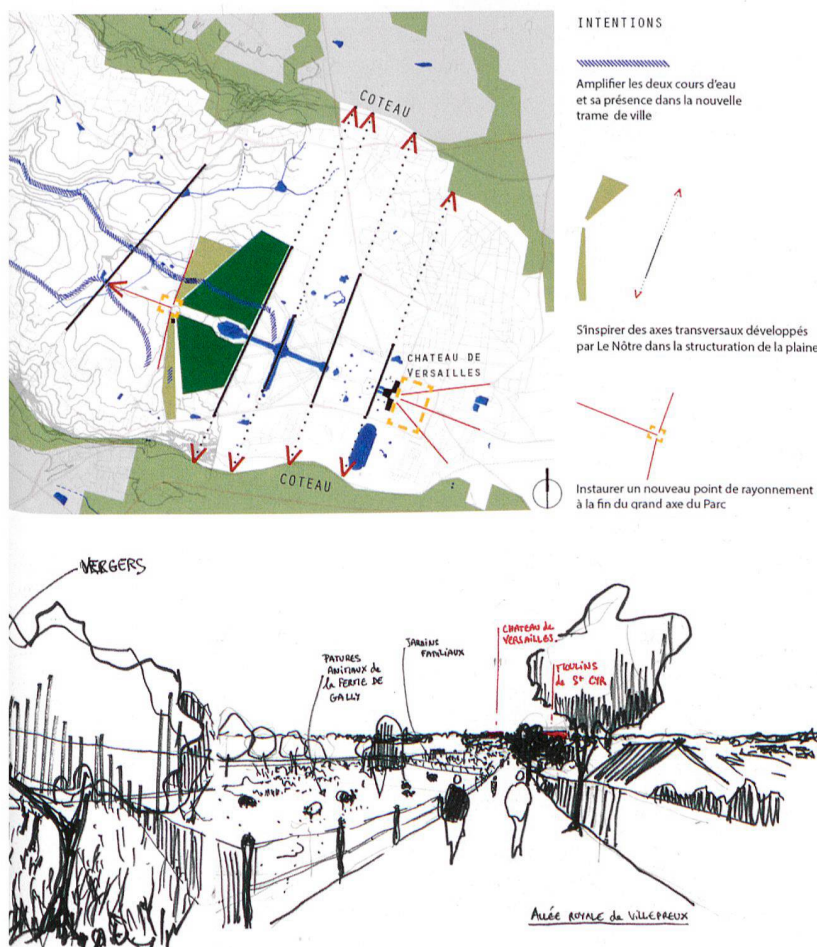 INTENTIONS
Amplifier les deux cours d'eau
et sa présence dans la nouvelle
trame de ville
S'inspirer des axes transversaux développés
par Le Nôtre dans la structuration de la plaine
Instaurer un nouveau point de rayonnement
à la fin du grand axe du Parc
COTEAU
CHATEAU DE
VERSAILLES
COTEAU
VERGERS
PATURES
ANIMAUX de
la FERME DE
GALLY
JARDINS
FAMILIAUX
CHATEAU de
VERSAILLES.
MOULINS
de St CYR
ALLÉE ROYALE de VILLEPREUX